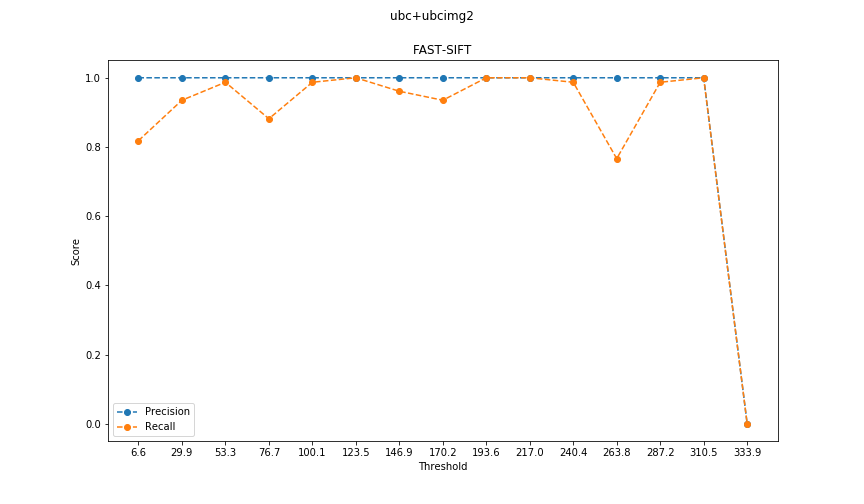 ubc+ubcimg2
FAST-SIFT
Score
1.0
0.8
0.6
0.4
0.2
0.0
Precision
Recall
6.6 29.9 53.3 76.7 100.1 123.5 146.9 170.2 193.6 217.0 240.4 263.8 287.2 310.5 333.9
Threshold